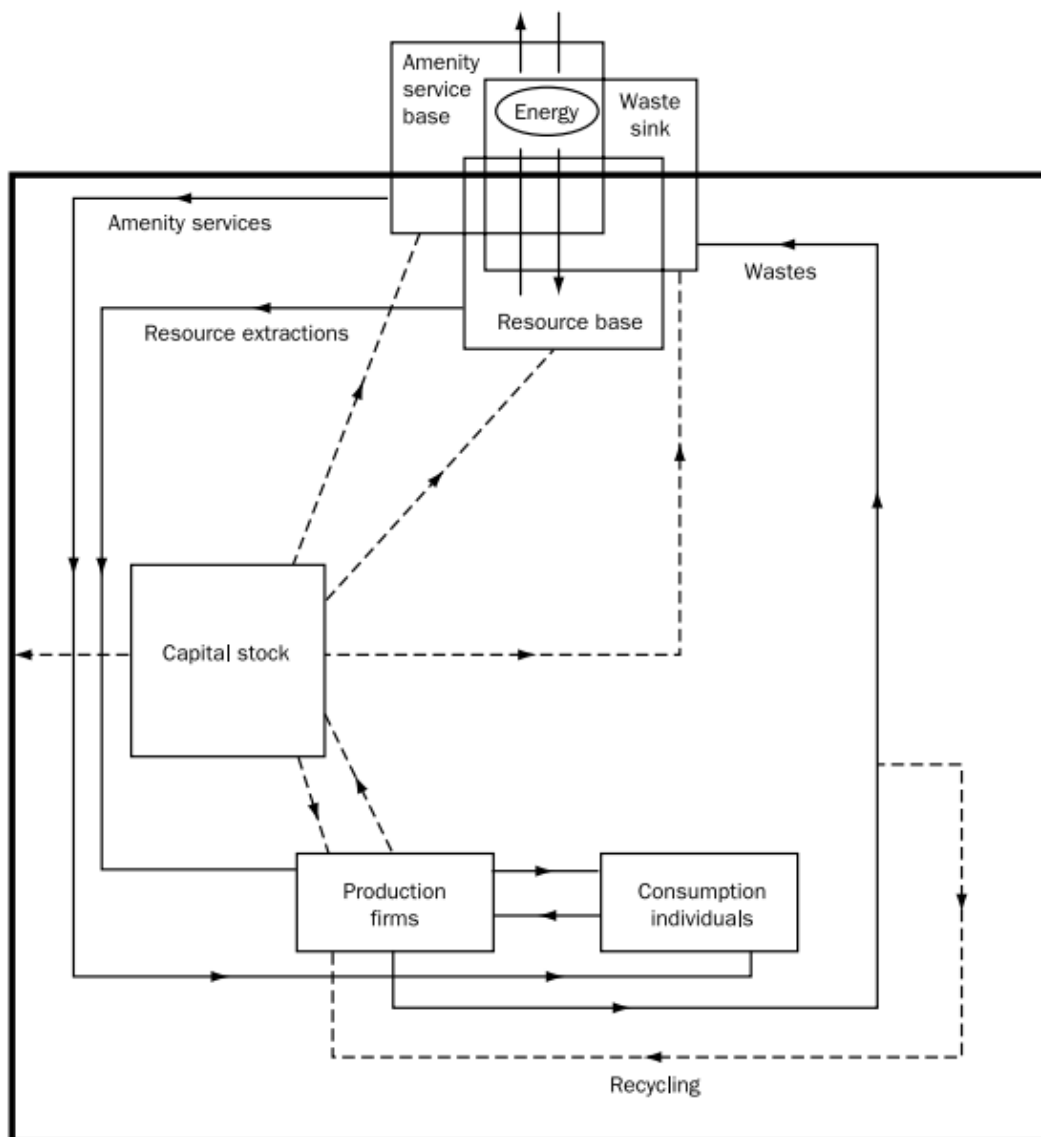 Amenity
service
base
Energy
Waste
sink
Amenity services
Wastes
Resource extractions
Resource base
Capital stock
Production
firms
Consumption
individuals
Recycling